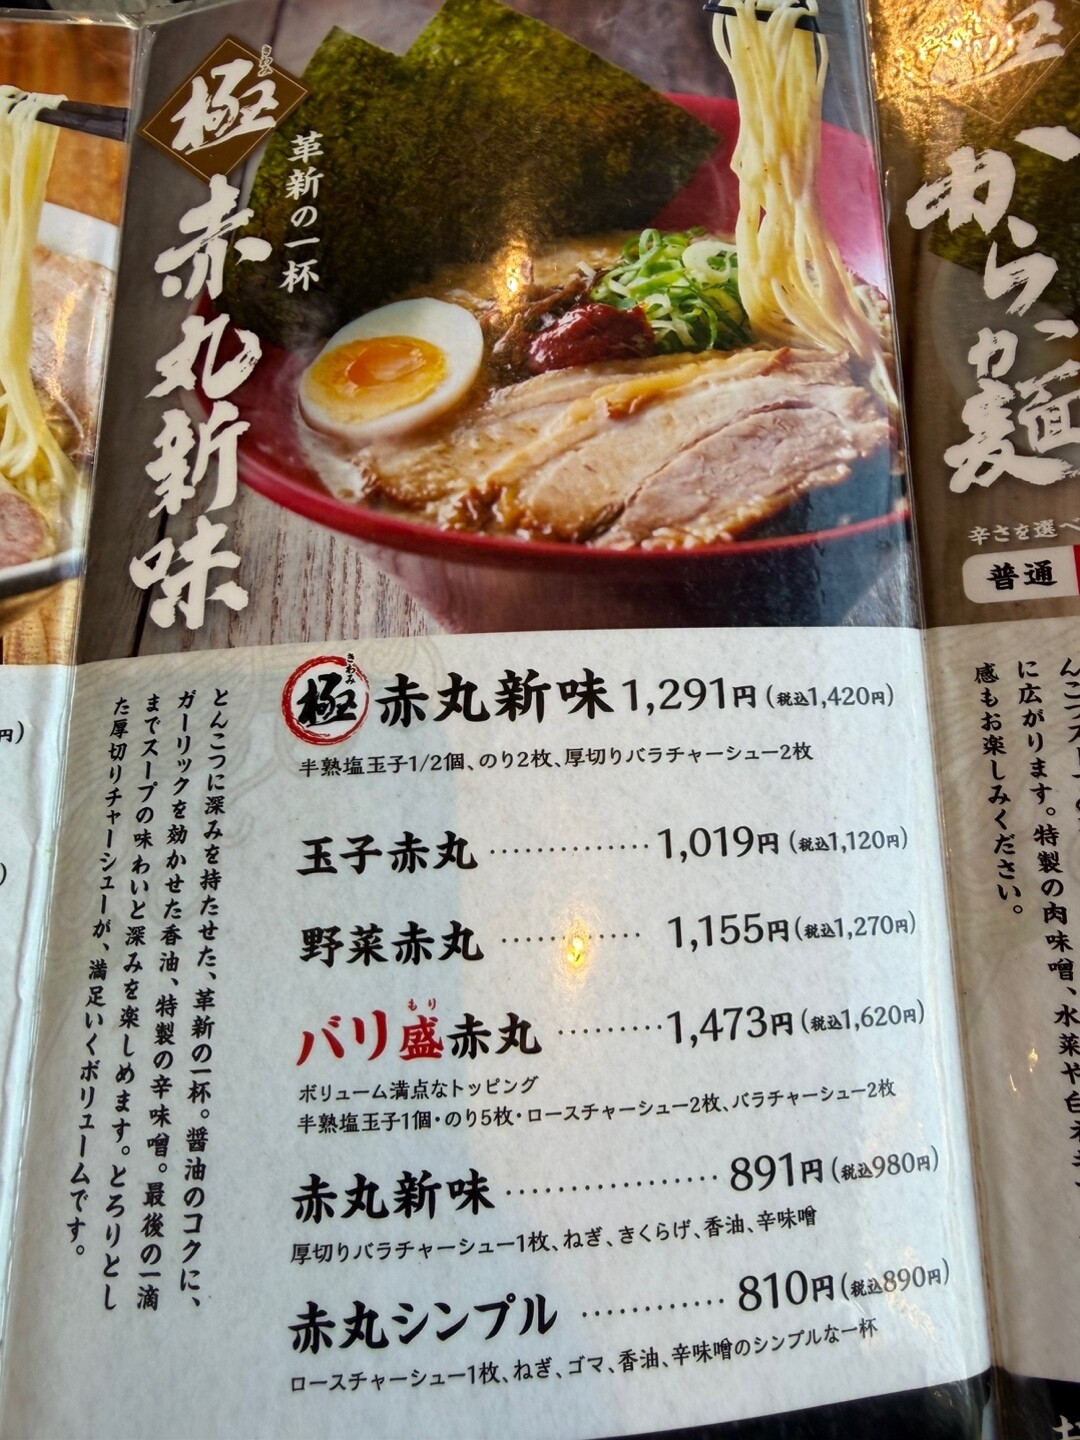 極
きわみ
革新の一杯
赤丸新味
極
からか麺
辛さを選べ
普通
円)
)
極
きわみ
赤丸新味 1,291円(税込1,420円)
半熟塩玉子1/2個、のり2枚、厚切りバラチャーシュー2枚
玉子赤丸 ………… 1,019円(税込1,120円)
野菜赤丸 ………… 1,155円(税込1,270円)
バリ盛赤丸 ……… 1,473円(税込1,620円)
もり
ボリューム満点なトッピング
半熟塩玉子1個・のり5枚・ロースチャーシュー2枚、バラチャーシュー2枚
赤丸新味 ……………… 891円(税込980円)
厚切りバラチャーシュー1枚、ねぎ、きくらげ、香油、辛味噌
赤丸シンプル ………… 810円(税込890円)
ロースチャーシュー1枚、ねぎ、ゴマ、香油、辛味噌のシンプルな一杯
とんこつに深みを持たせた、革新の一杯。醤油のコクに、
ガーリックを効かせた香油、特製の辛味噌。最後の一滴
までスープの味わいと深みを楽しめます。とろりとし
た厚切りチャーシューが、満足いくボリュームです。
に広がります。特製の肉味噌、水菜や白ネギ
感もお楽しみください。